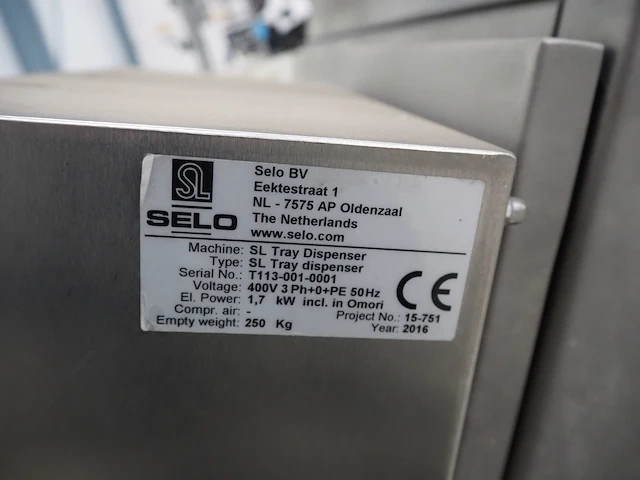 SL
SELO
Selo BV
Eektestraat 1
NL - 7575 AP Oldenzaal
The Netherlands
www.selo.com
Machine: SL Tray Dispenser
Type: SL Tray dispenser
Serial No.: T113-001-0001
Voltage: 400V 3 Ph+0+PE 50Hz
El. Power: 1,7 kW incl. in Omori
Compr. air: -
Empty weight: 250 Kg
CE
Project No.: 15-751
Year: 2016